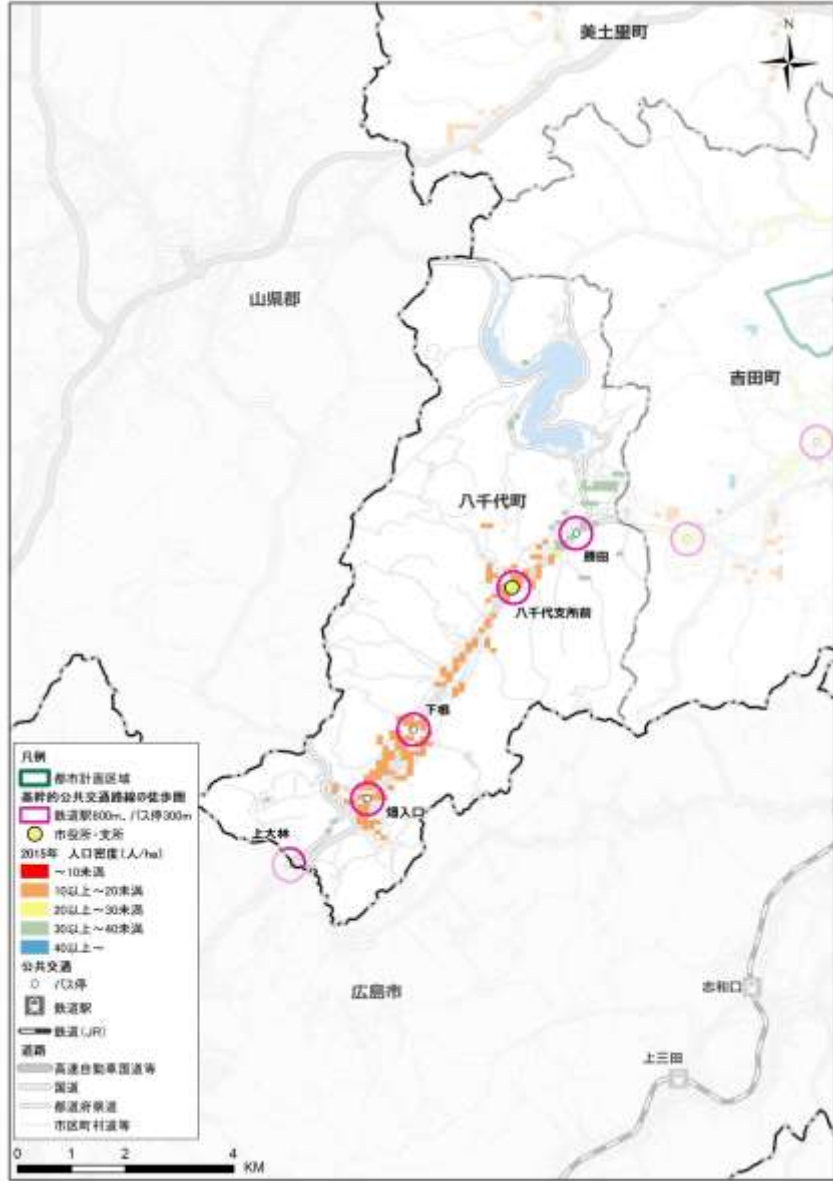 美土里町
N
山県郡
吉田町
八千代町
勝田
八千代支所前
下根
畑入口
上大林
広島市
志和口
上三田
凡例
都市計画区域
基幹的公共交通路線の徒歩圏
鉄道駅800m、バス停300m
市役所・支所
2015年 人口密度(人/ha)
～10未満
10以上～20未満
20以上～30未満
30以上～40未満
40以上～
公共交通
バス停
鉄道駅
鉄道(JR)
道路
高速自動車国道等
国道
都道府県道
市区町村道等
0 1 2 4
KM